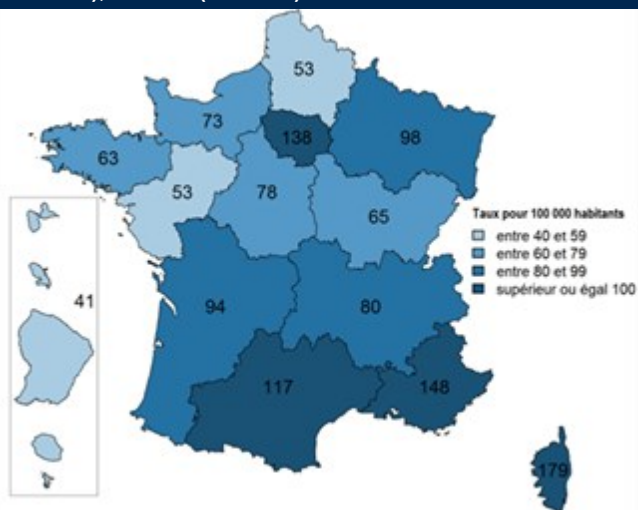 53
73
138
98
63
53
78
65
Taux pour 100 000 habitants
entre 40 et 59
entre 60 et 79
entre 80 et 99
supérieur ou égal 100
41
94
80
117
148
179